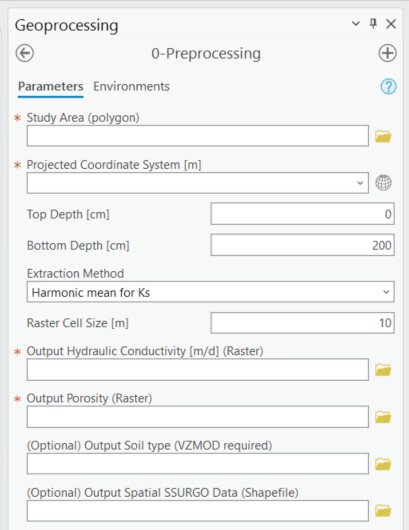 Geoprocessing
0-Preprocessing
Parameters Environments
* Study Area (polygon)
* Projected Coordinate System [m]
Top Depth [cm] 0
Bottom Depth [cm] 200
Extraction Method
Harmonic mean for Ks
Raster Cell Size [m] 10
* Output Hydraulic Conductivity [m/d] (Raster)
* Output Porosity (Raster)
(Optional) Output Soil type (VZMOD required)
(Optional) Output Spatial SSURGO Data (Shapefile)